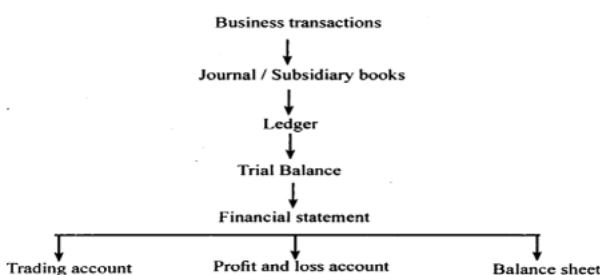 Business transactions
Journal / Subsidiary books
Ledger
Trial Balance
Financial statement
Trading account
Profit and loss account
Balance sheet